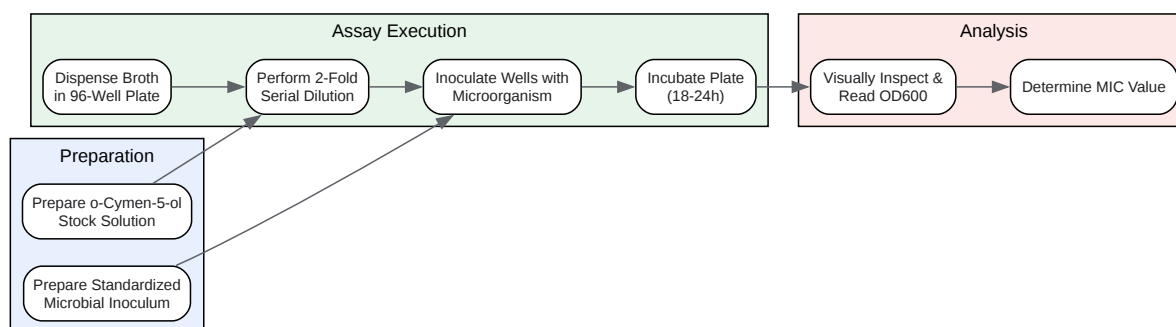 Assay Execution
Dispense Broth
in 96-Well Plate
Perform 2-Fold
Serial Dilution
Inoculate Wells with
Microorganism
Incubate Plate
(18-24h)
Analysis
Visually Inspect &
Read OD600
Determine MIC Value
Preparation
Prepare o-Cymen-5-ol
Stock Solution
Prepare Standardized
Microbial Inoculum